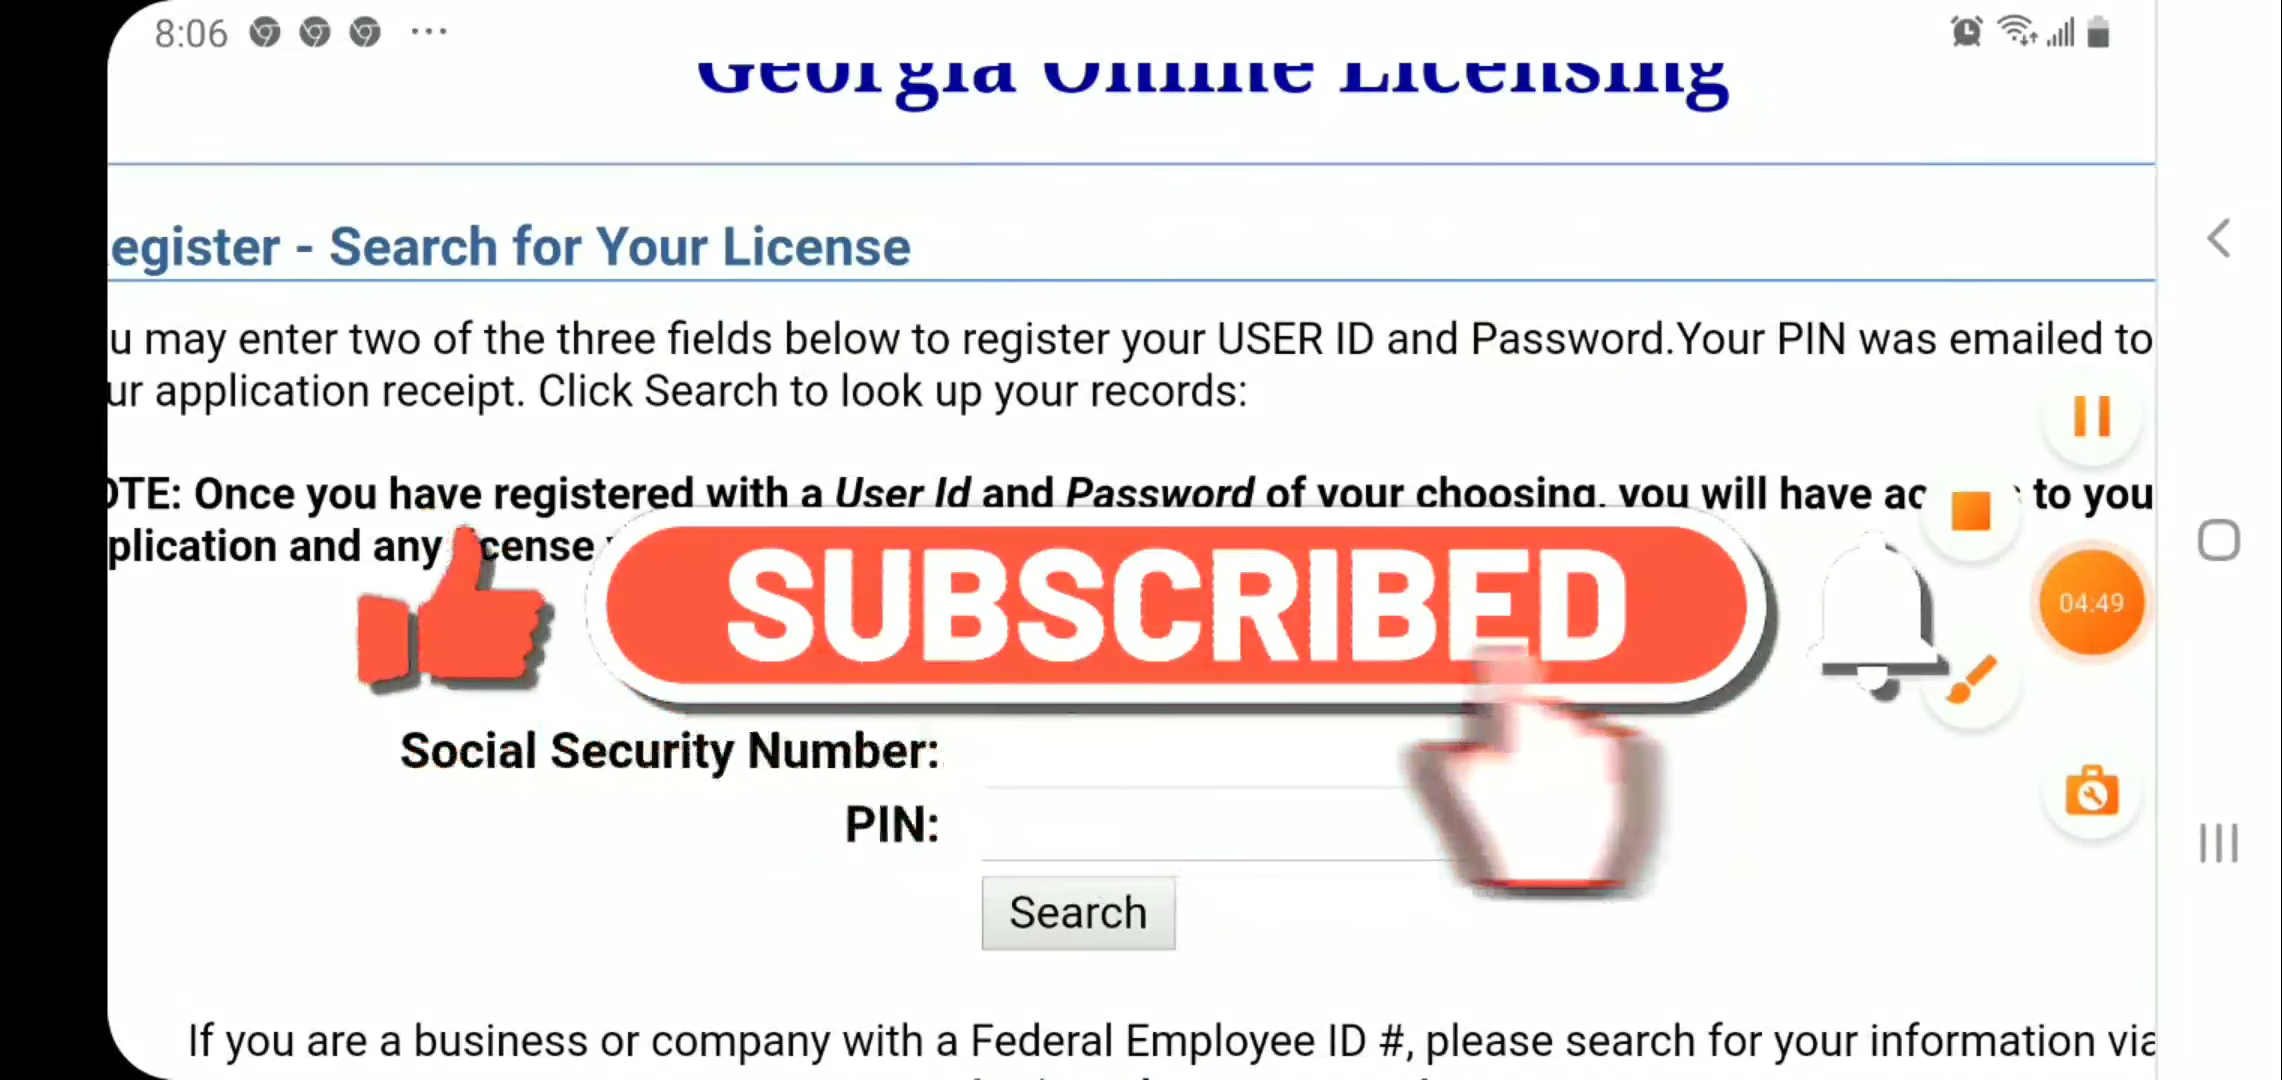 8:06
Georgia Online Licensing
egister - Search for Your License
u may enter two of the three fields below to register your USER ID and Password.Your PIN was emailed to
ur application receipt. Click Search to look up your records:
OTE: Once you have registered with a User Id and Password of your choosing, you will have to you
plication and any cense
SUBSCRIBED
04:49
Social Security Number:
PIN:
Search
If you are a business or company with a Federal Employee ID #, please search for your information via